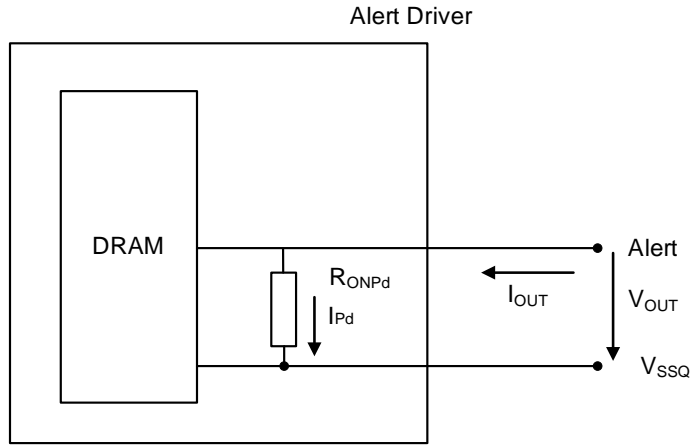 Alert Driver
DRAM
Alert
RONPd
IOUT
VOUT
IPd
VSSQ